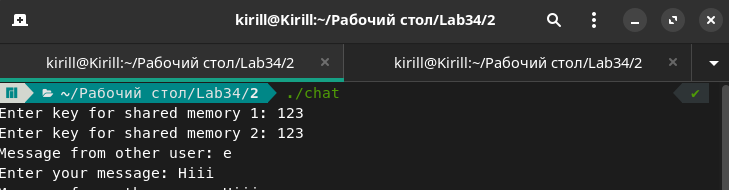 kirill@Kirill:~/Рабочий стол/Lab34/2
kirill@Kirill:~/Рабочий стол/Lab34/2
kirill@Kirill:~/Рабочий стол/Lab34/2
~/Рабочий стол/Lab34/2 ./chat
Enter key for shared memory 1: 123
Enter key for shared memory 2: 123
Message from other user: e
Enter your message: Hiii